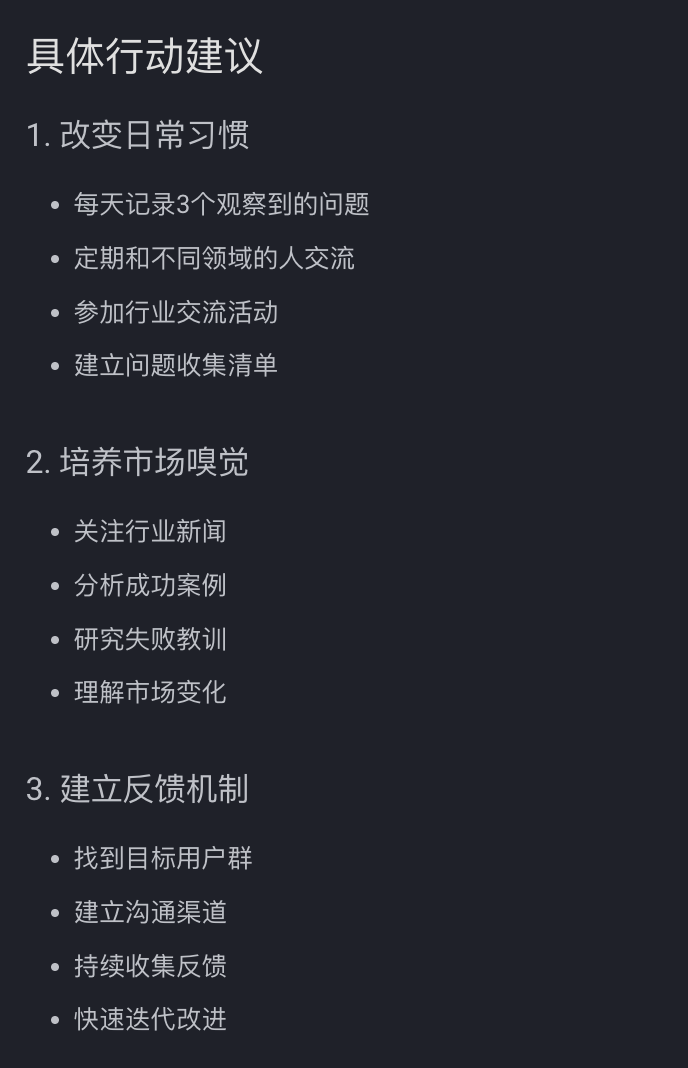 具体行动建议
1. 改变日常习惯
• 每天记录3个观察到的问题
• 定期和不同领域的人交流
• 参加行业交流活动
• 建立问题收集清单
2. 培养市场嗅觉
• 关注行业新闻
• 分析成功案例
• 研究失败教训
• 理解市场变化
3. 建立反馈机制
• 找到目标用户群
• 建立沟通渠道
• 持续收集反馈
• 快速迭代改进